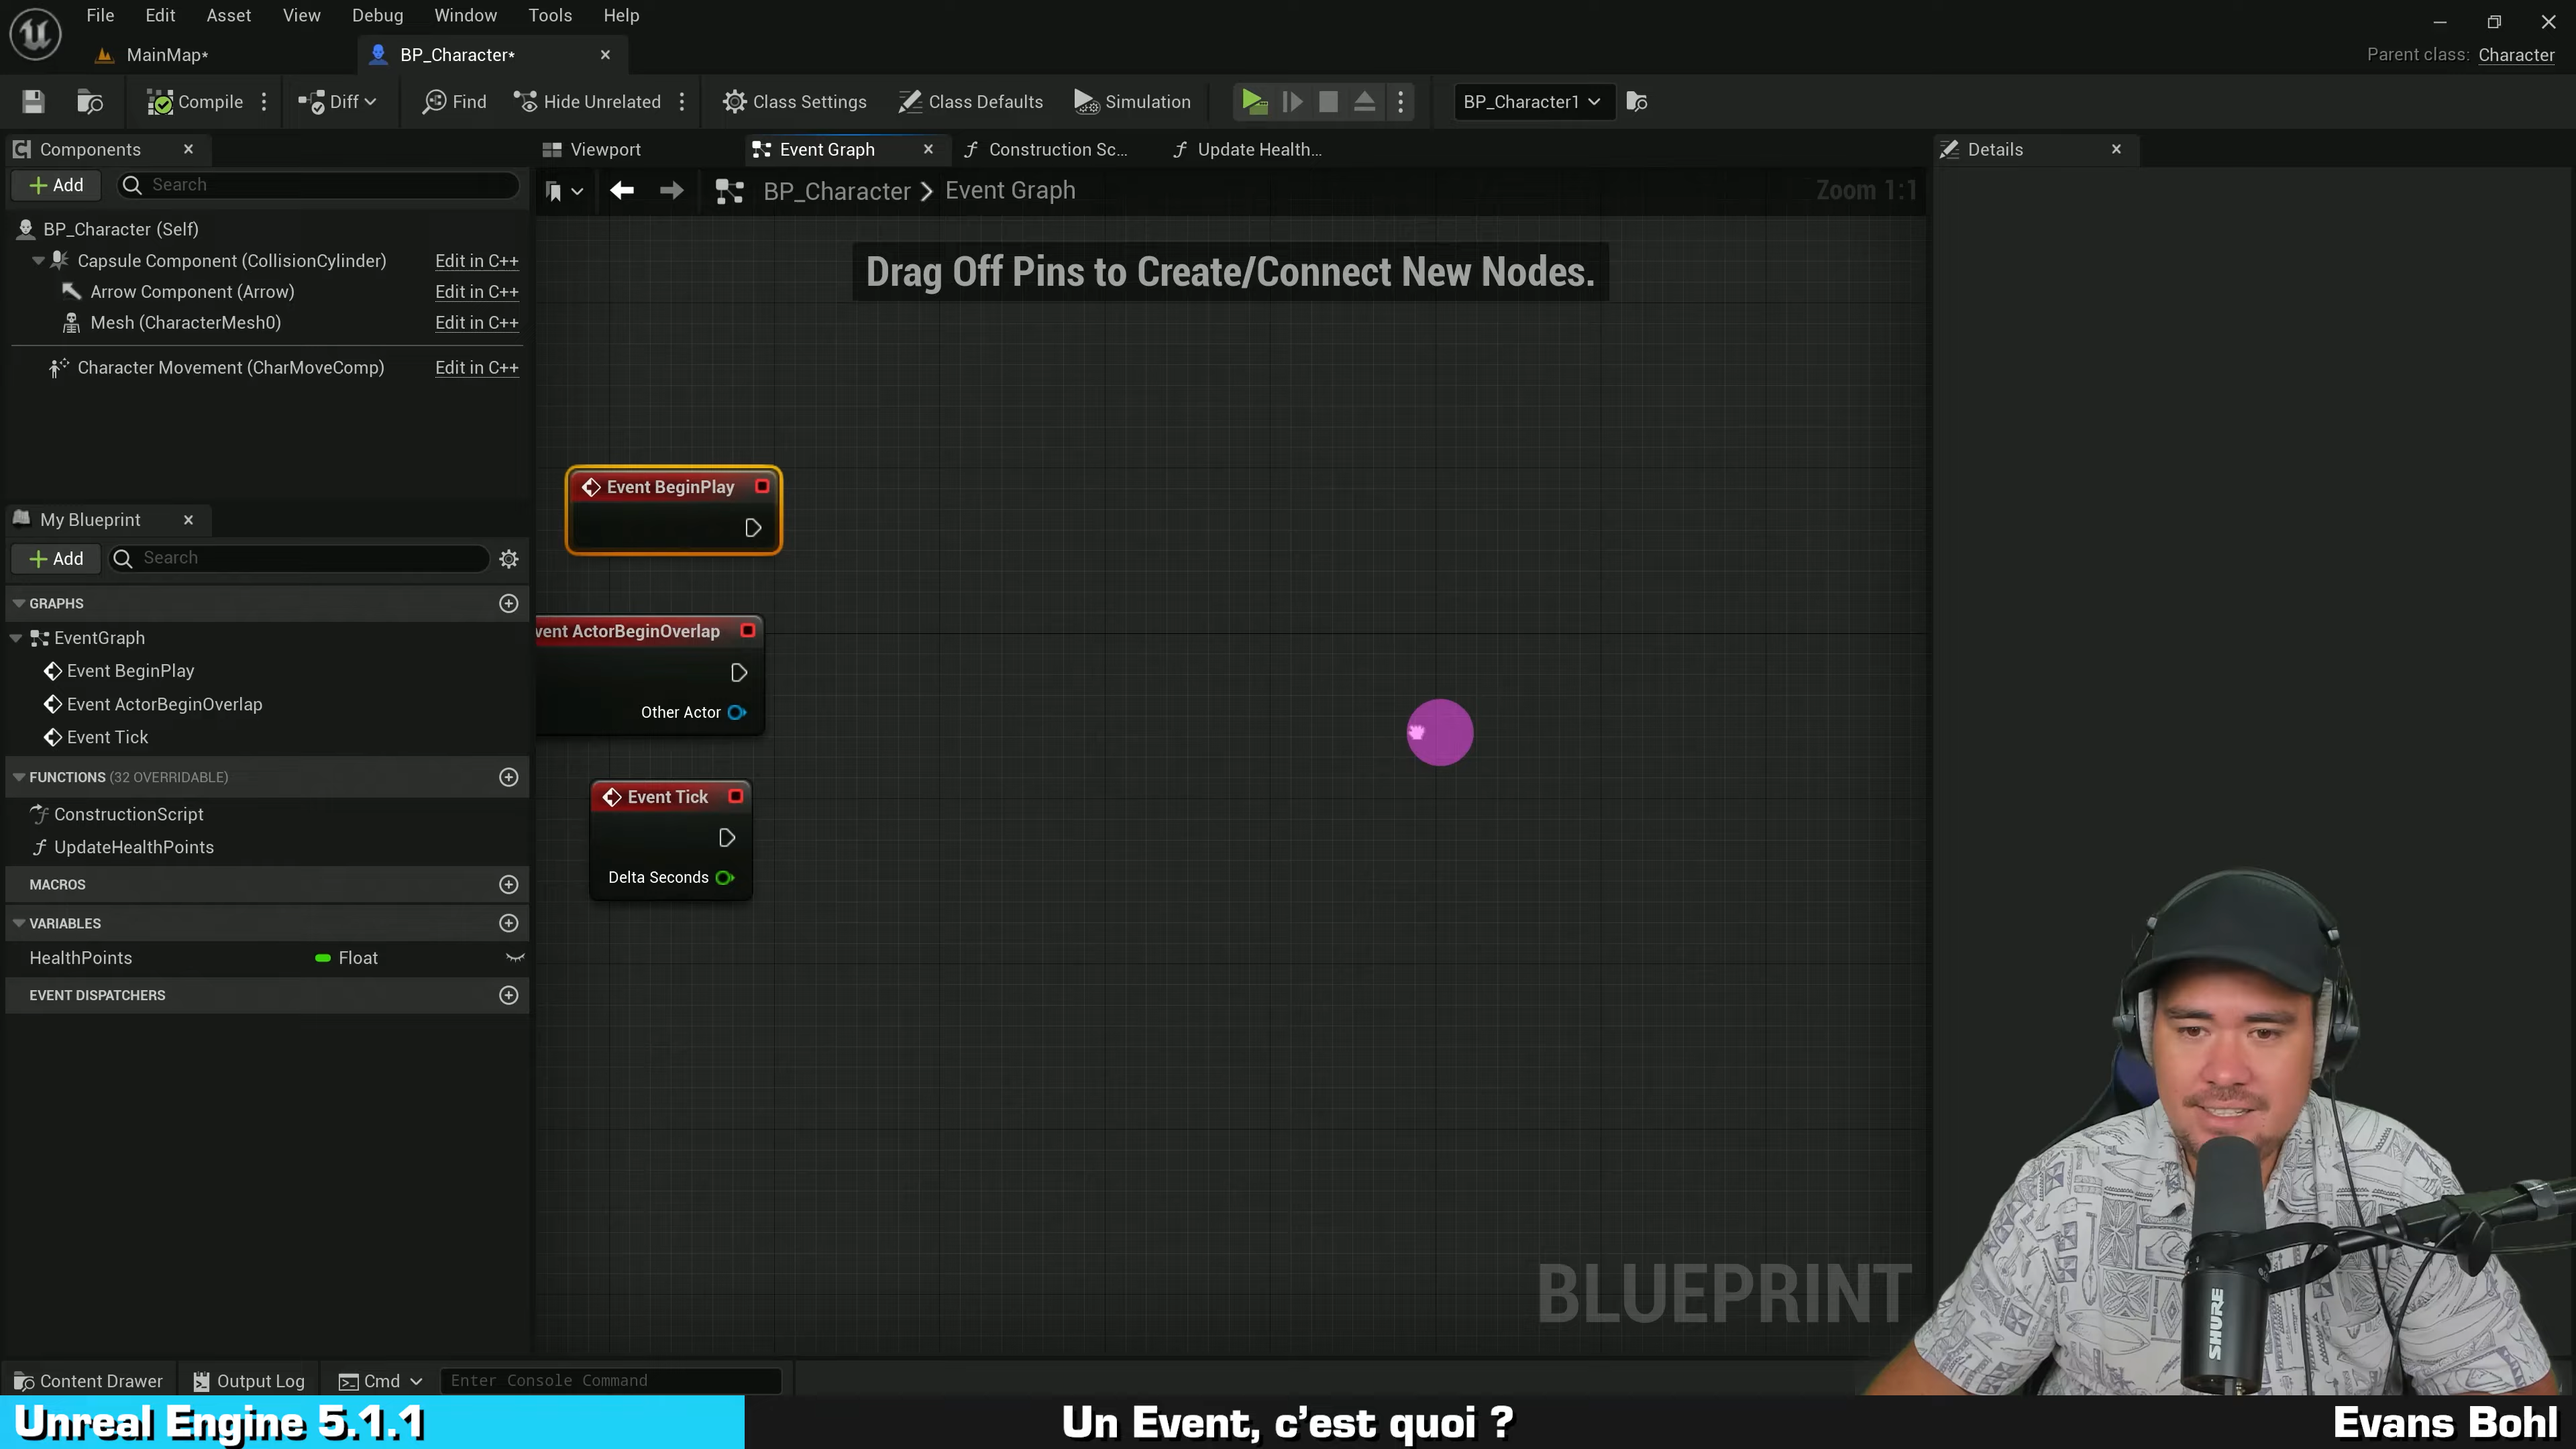 File Edit Asset View Debug Window Tools Help
MainMap* BP_Character* Parent class: Character
Compile Diff Find Hide Unrelated Class Settings Class Defaults Simulation BP_Character1
Components Viewport Event Graph Construction Sc... Update Health... Details
Add Search BP_Character Event Graph Zoom 1:1
BP_Character (Self)
Capsule Component (CollisionCylinder) Edit in C++
Drag Off Pins to Create/Connect New Nodes.
Arrow Component (Arrow) Edit in C++
Mesh (CharacterMesh0) Edit in C++
Character Movement (CharMoveComp) Edit in C++
Event BeginPlay
My Blueprint
Add Search
GRAPHS
vent ActorBeginOverlap
EventGraph
Event BeginPlay
Event ActorBeginOverlap
Other Actor
Event Tick
FUNCTIONS (32 OVERRIDABLE)
Event Tick
ConstructionScript
UpdateHealthPoints
Delta Seconds
MACROS
VARIABLES
HealthPoints Float
EVENT DISPATCHERS
BLUEPRINT
SHURE
Content Drawer Output Log Cmd Enter Console Command
Unreal Engine 5.1.1 Un Event, c'est quoi ? Evans Bohl